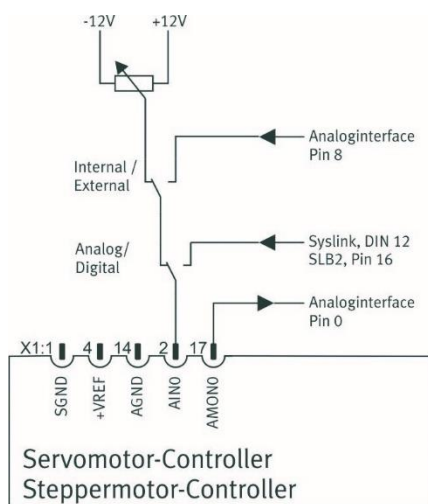 -12V +12V
Analoginterface
Pin 8
Internal /
External
Analog/
Digital
Syslink, DIN 12
SLB2, Pin 16
Analoginterface
Pin 0
X1:1 4 14 2 17
SGND +VREF AGND AIN0 AMON0
Servomotor-Controller
Steppermotor-Controller